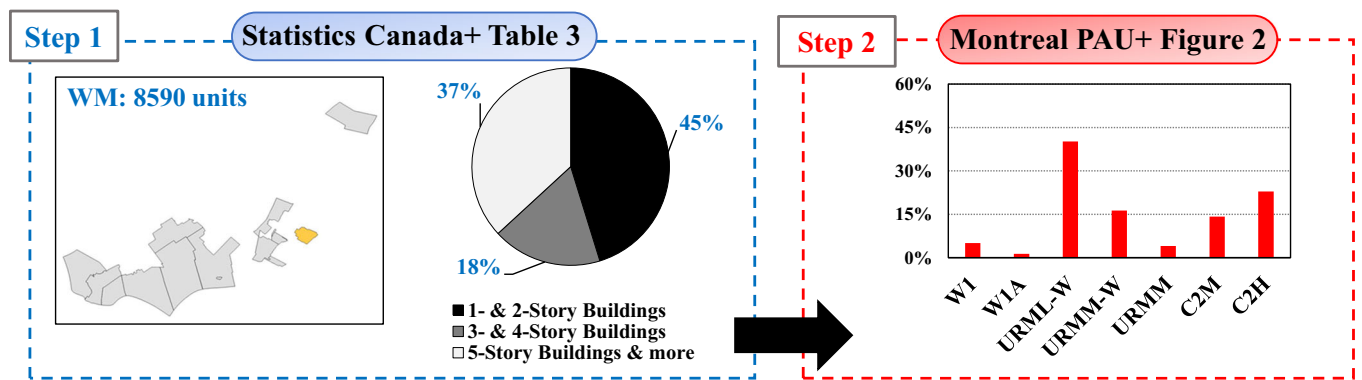 Step 1
Statistics Canada+ Table 3
WM: 8590 units
37%
45%
18%
1- & 2-Story Buildings
3- & 4-Story Buildings
5-Story Buildings & more
Step 2
Montreal PAU+ Figure 2
60%
45%
30%
15%
0%
W1
W1A
URML-W
URMM-W
URMM
C2M
C2H